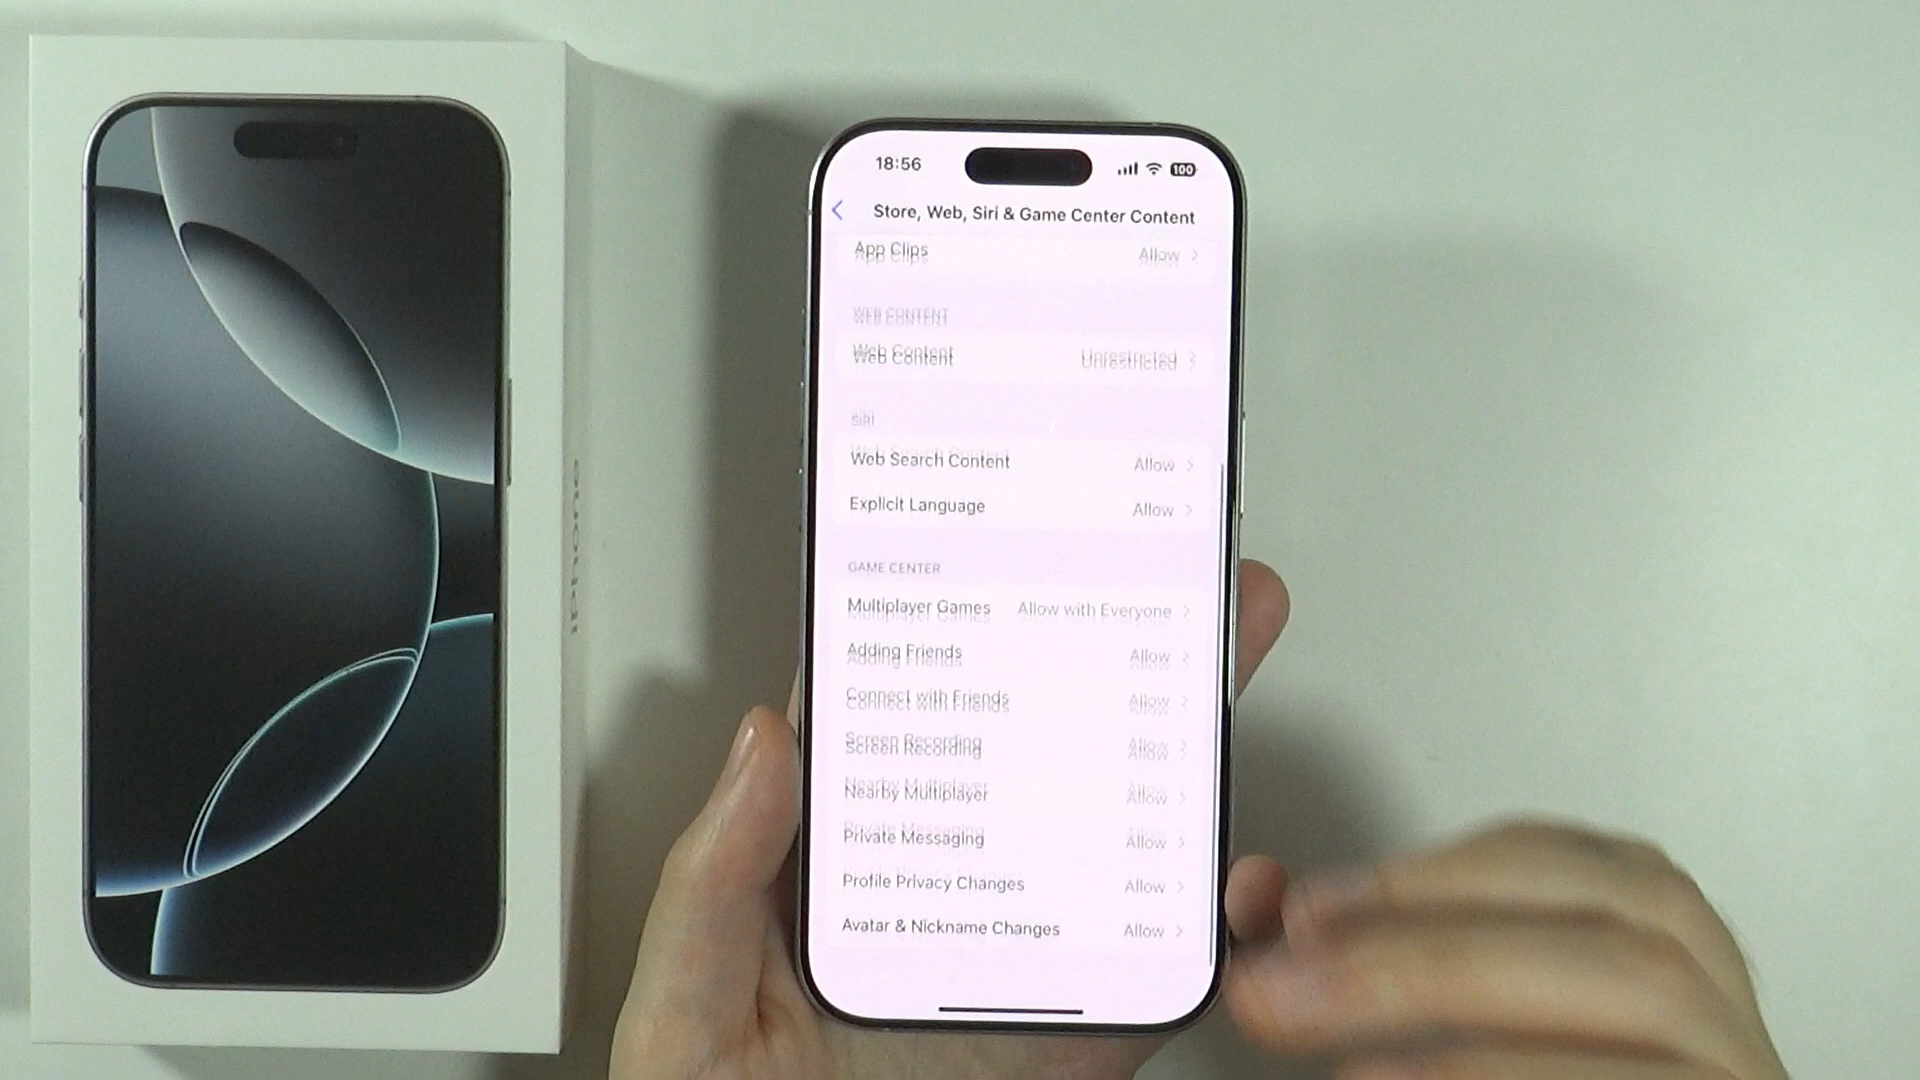 iPhone
18:56
100
Store, Web, Siri & Game Center Content
App Clips Allow
WEB CONTENT
Web Content Unrestricted
SIRI
Web Search Content Allow
Explicit Language Allow
GAME CENTER
Multiplayer Games Allow with Everyone
Adding Friends Allow
Connect with Friends Allow
Screen Recording Allow
Nearby Multiplayer Allow
Private Messaging Allow
Profile Privacy Changes Allow
Avatar & Nickname Changes Allow